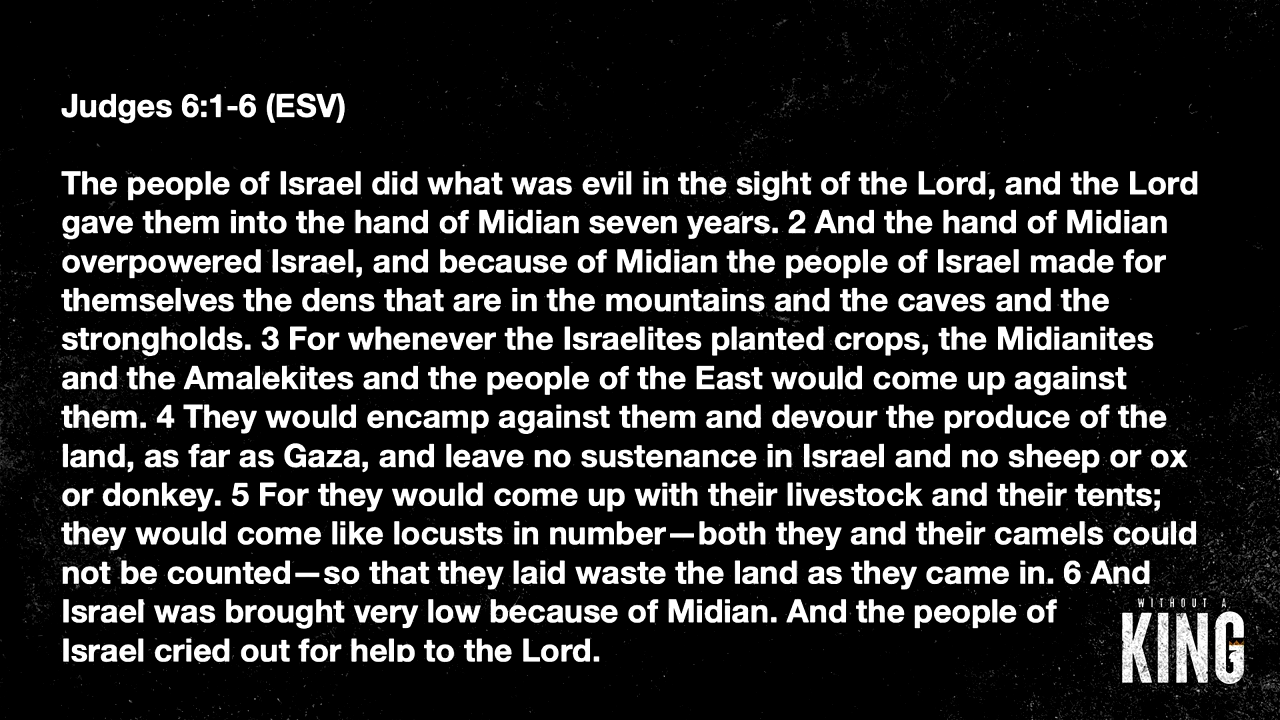 Judges 6:1-6 (ESV)
The people of Israel did what was evil in the sight of the Lord, and the Lord
gave them into the hand of Midian seven years. 2 And the hand of Midian
overpowered Israel, and because of Midian the people of Israel made for
themselves the dens that are in the mountains and the caves and the
strongholds. 3 For whenever the Israelites planted crops, the Midianites
and the Amalekites and the people of the East would come up against
them. 4 They would encamp against them and devour the produce of the
land, as far as Gaza, and leave no sustenance in Israel and no sheep or ox
or donkey. 5 For they would come up with their livestock and their tents;
they would come like locusts in number—both they and their camels could
not be counted—so that they laid waste the land as they came in. 6 And
Israel was brought very low because of Midian. And the people of
Israel cried out for help to the Lord.
WITHOUT A
KING